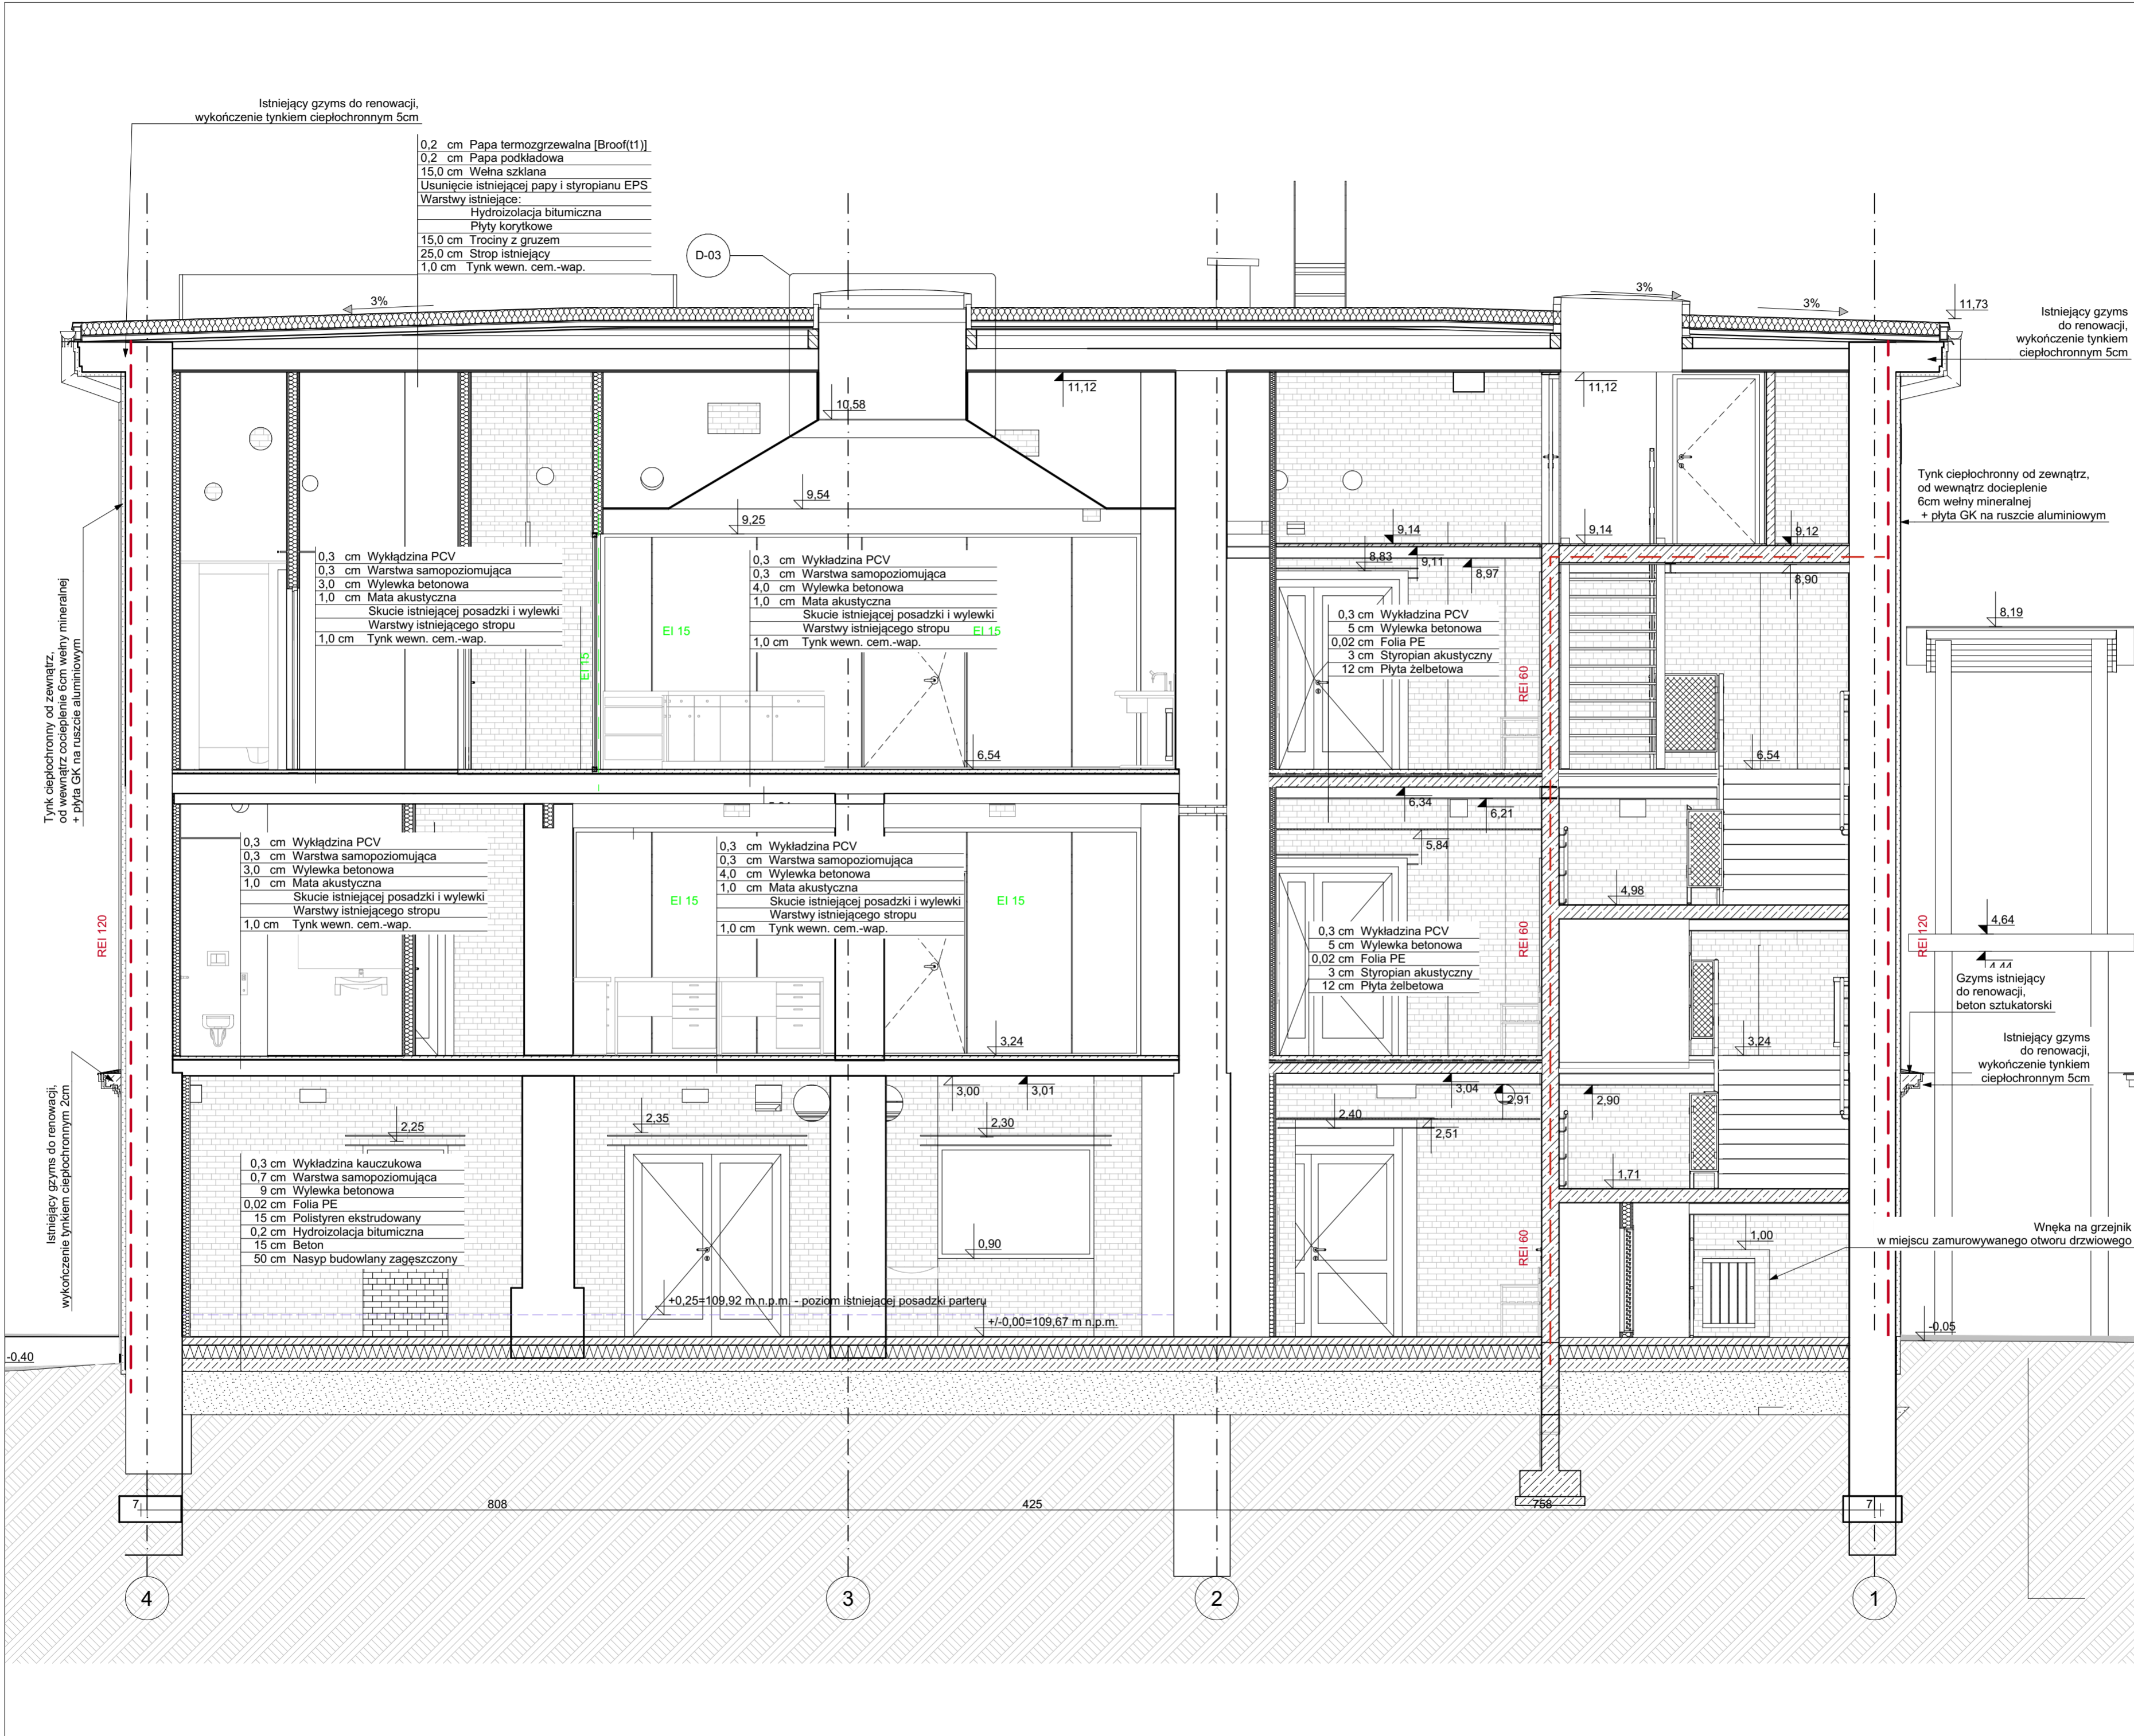 Istniejący gzyms do renowacji,
wykończenie tynkiem ciepłochronnym 5cm
0,2 cm Papa termozgrzewalna [Broof(t1)]
0,2 cm Papa podkładowa
15,0 cm Wełna szklana
Usunięcie istniejącej papy i styropianu EPS
Warstwy istniejące:
Hydroizolacja bitumiczna
Płyty korytkowe
15,0 cm Trociny z gruzem
25,0 cm Strop istniejący
1,0 cm Tynk wewn. cem.-wap.
D-03
3%
3%
3%
11,73
Istniejący gzyms
do renowacji,
wykończenie tynkiem
ciepłochronnym 5cm
11,12
11,12
10,58
9,54
9,25
Tynk ciepłochronny od zewnątrz,
od wewnątrz docieplenie
6cm wełny mineralnej
+ płyta GK na ruszcie aluminiowym
9,14
9,14
9,12
8,83
9,11
8,97
8,90
0,3 cm Wykłądzina PCV
0,3 cm Warstwa samopoziomująca
3,0 cm Wylewka betonowa
1,0 cm Mata akustyczna
Skucie istniejącej posadzki i wylewki
Warstwy istniejącego stropu
1,0 cm Tynk wewn. cem.-wap.
EI 15
EI 15
0,3 cm Wykładzina PCV
0,3 cm Warstwa samopoziomująca
4,0 cm Wylewka betonowa
1,0 cm Mata akustyczna
Skucie istniejącej posadzki i wylewki
Warstwy istniejącego stropu
1,0 cm Tynk wewn. cem.-wap.
EI 15
0,3 cm Wykładzina PCV
5 cm Wylewka betonowa
0,02 cm Folia PE
3 cm Styropian akustyczny
12 cm Płyta żelbetowa
REI 60
8,19
Tynk ciepłochronny od zewnątrz,
od wewnątrz cocieplenie 6cm wełny mineralnej
+ płyta GK na ruszcie aluminiowym
6,54
6,54
6,34
6,21
5,84
4,98
0,3 cm Wykłądzina PCV
0,3 cm Warstwa samopoziomująca
3,0 cm Wylewka betonowa
1,0 cm Mata akustyczna
Skucie istniejącej posadzki i wylewki
Warstwy istniejącego stropu
1,0 cm Tynk wewn. cem.-wap.
EI 15
0,3 cm Wykładzina PCV
0,3 cm Warstwa samopoziomująca
4,0 cm Wylewka betonowa
1,0 cm Mata akustyczna
Skucie istniejącej posadzki i wylewki
Warstwy istniejącego stropu
1,0 cm Tynk wewn. cem.-wap.
EI 15
0,3 cm Wykładzina PCV
5 cm Wylewka betonowa
0,02 cm Folia PE
3 cm Styropian akustyczny
12 cm Płyta żelbetowa
REI 60
REI 120
REI 120
4,64
4,44
Gzyms istniejący
do renowacji,
beton sztukatorski
Istniejący gzyms
do renowacji,
wykończenie tynkiem
ciepłochronnym 5cm
3,24
3,24
Istniejący gzyms do renowacji,
wykończenie tynkiem ciepłochronnym 2cm
3,00
3,01
3,04
2,91
2,90
2,25
2,35
2,30
2,40
2,51
1,71
0,3 cm Wykładzina kauczukowa
0,7 cm Warstwa samopoziomująca
9 cm Wylewka betonowa
0,02 cm Folia PE
15 cm Polistyren ekstrudowany
0,2 cm Hydroizolacja bitumiczna
15 cm Beton
50 cm Nasyp budowlany zagęszczony
0,90
REI 60
1,00
Wnęka na grzejnik
w miejscu zamurowywanego otworu drzwiowego
+0,25=109,92 m n.p.m. - poziom istniejącej posadzki parteru
+/-0,00=109,67 m n.p.m.
-0,05
-0,40
7
808
425
758
7
4
3
2
1